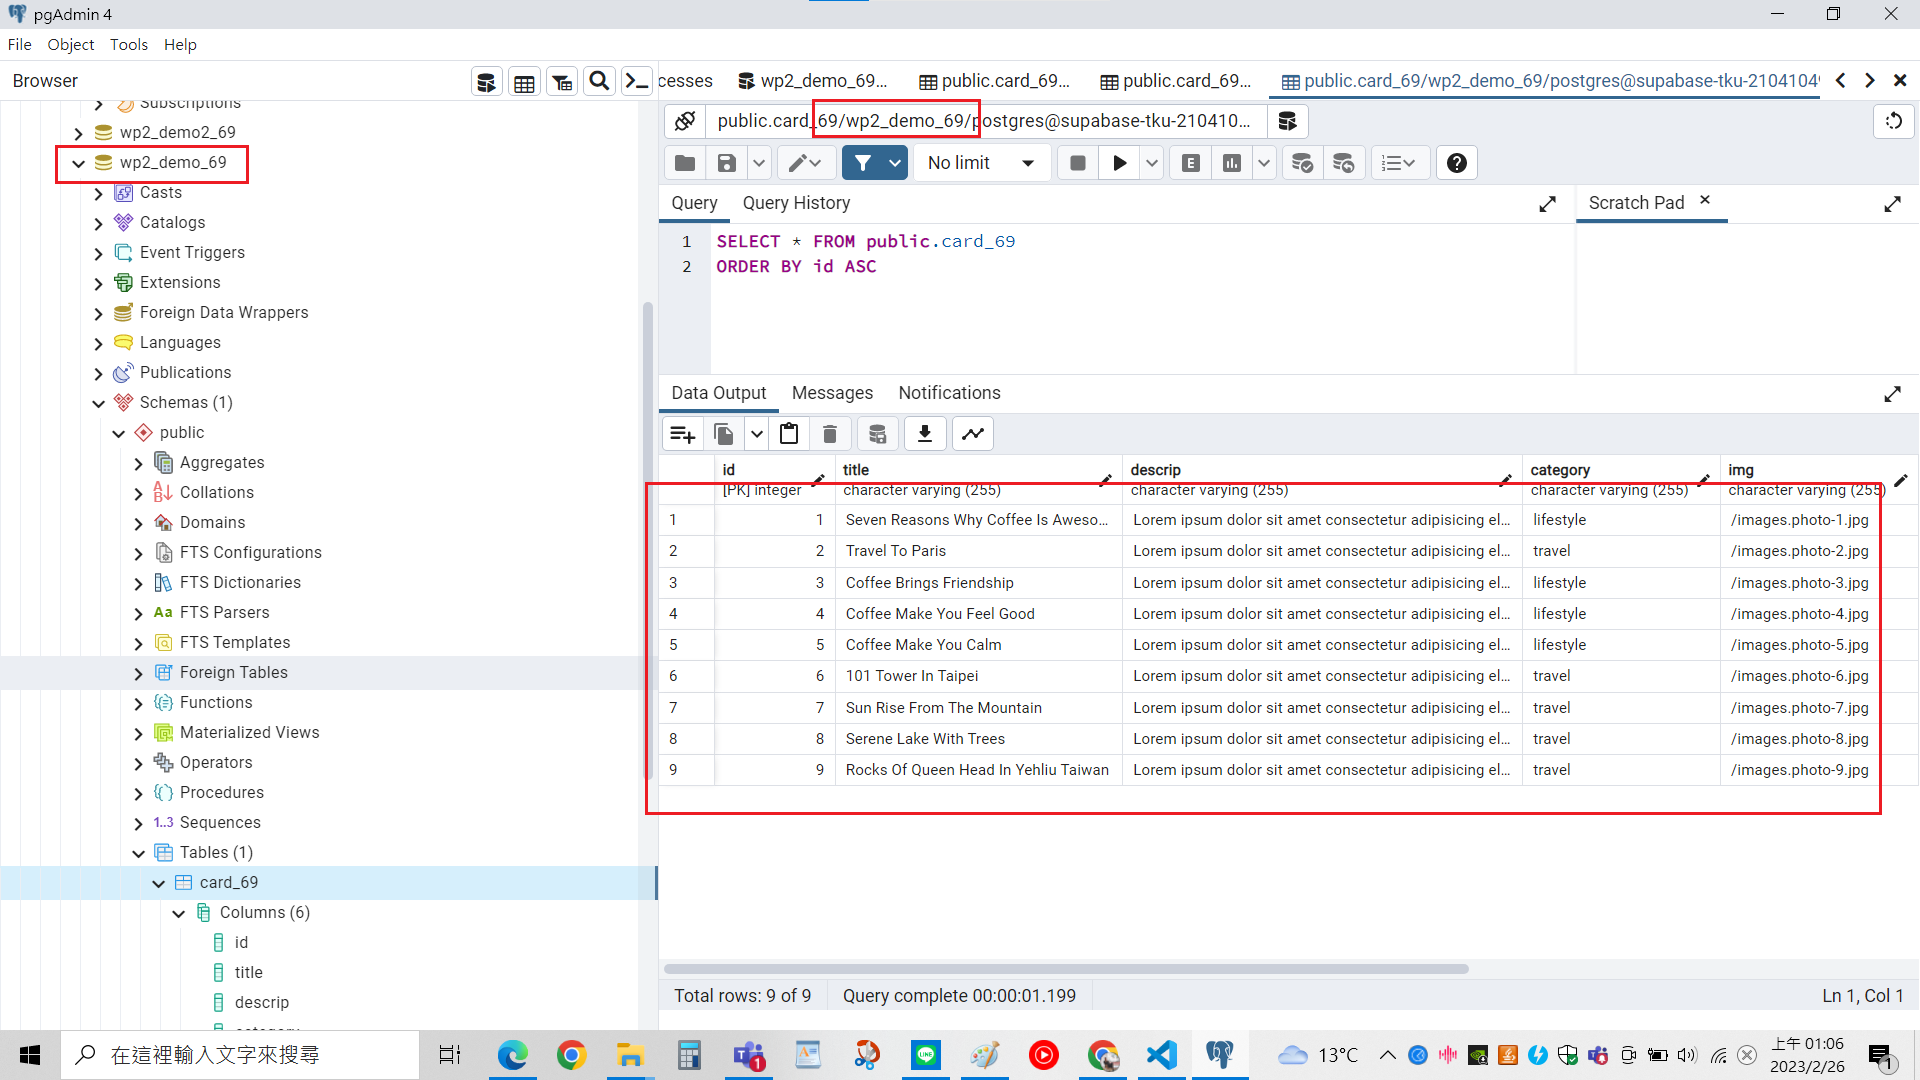 pgAdmin 4
File Object Tools Help
Browser
cesses
wp2_demo_69...
public.card_69...
public.card_69...
public.card_69/wp2_demo_69/postgres@supabase-tku-21041049
Subscriptions
wp2_demo2_69
wp2_demo_69
Casts
Catalogs
Event Triggers
Extensions
Foreign Data Wrappers
Languages
Publications
Schemas (1)
public
Aggregates
Collations
Domains
FTS Configurations
FTS Dictionaries
FTS Parsers
FTS Templates
Foreign Tables
Functions
Materialized Views
Operators
Procedures
1..3 Sequences
Tables (1)
card_69
Columns (6)
id
title
descrip
category
public.card_69/wp2_demo_69/postgres@supabase-tku-210410...
No limit
Query Query History
Scratch Pad
1 SELECT * FROM public.card_69
2 ORDER BY id ASC
Data Output Messages Notifications
id title descrip category img
[PK] integer character varying (255) character varying (255) character varying (255) character varying (255)
1 1 Seven Reasons Why Coffee Is Aweso... Lorem ipsum dolor sit amet consectetur adipisicing el... lifestyle /images.photo-1.jpg
2 2 Travel To Paris Lorem ipsum dolor sit amet consectetur adipisicing el... travel /images.photo-2.jpg
3 3 Coffee Brings Friendship Lorem ipsum dolor sit amet consectetur adipisicing el... lifestyle /images.photo-3.jpg
4 4 Coffee Make You Feel Good Lorem ipsum dolor sit amet consectetur adipisicing el... lifestyle /images.photo-4.jpg
5 5 Coffee Make You Calm Lorem ipsum dolor sit amet consectetur adipisicing el... lifestyle /images.photo-5.jpg
6 6 101 Tower In Taipei Lorem ipsum dolor sit amet consectetur adipisicing el... travel /images.photo-6.jpg
7 7 Sun Rise From The Mountain Lorem ipsum dolor sit amet consectetur adipisicing el... travel /images.photo-7.jpg
8 8 Serene Lake With Trees Lorem ipsum dolor sit amet consectetur adipisicing el... travel /images.photo-8.jpg
9 9 Rocks Of Queen Head In Yehliu Taiwan Lorem ipsum dolor sit amet consectetur adipisicing el... travel /images.photo-9.jpg
Total rows: 9 of 9 Query complete 00:00:01.199 Ln 1, Col 1
在這裡輸入文字來搜尋
13°C
上午 01:06
2023/2/26